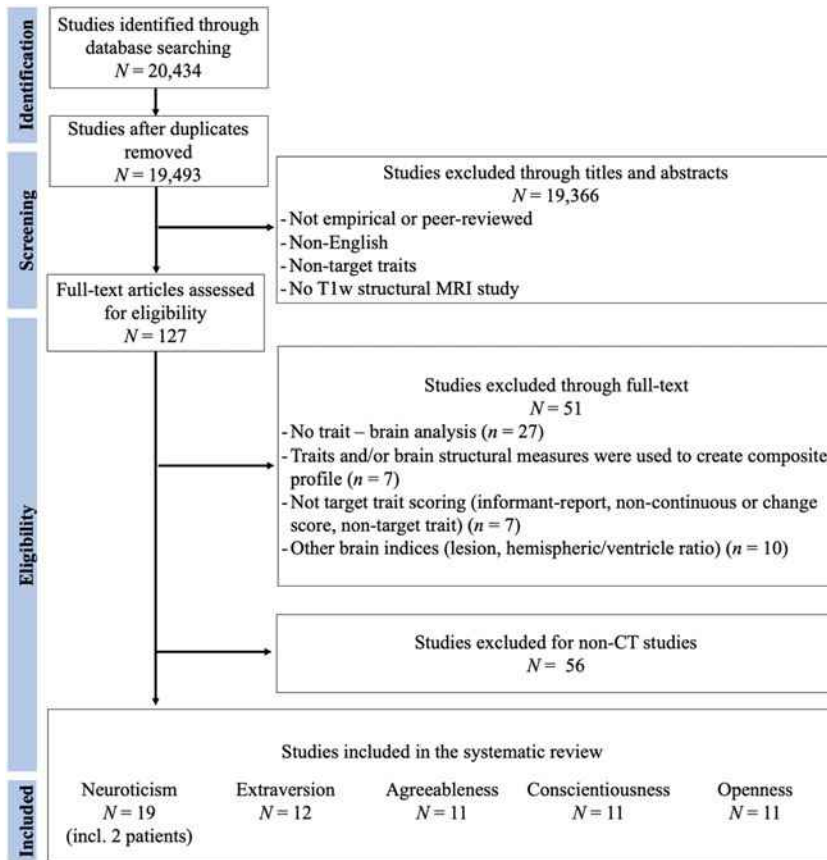 Identification
Studies identified through
database searching
N = 20,434
Studies after duplicates
removed
N = 19,493
Screening
Studies excluded through titles and abstracts
N = 19,366
- Not empirical or peer-reviewed
- Non-English
- Non-target traits
- No T1w structural MRI study
Full-text articles assessed
for eligibility
N = 127
Eligibility
Studies excluded through full-text
N = 51
- No trait – brain analysis (n = 27)
- Traits and/or brain structural measures were used to create composite
profile (n = 7)
- Not target trait scoring (informant-report, non-continuous or change
score, non-target trait) (n = 7)
- Other brain indices (lesion, hemispheric/ventricle ratio) (n = 10)
Studies excluded for non-CT studies
N = 56
Included
Studies included in the systematic review
Neuroticism
N = 19
(incl. 2 patients)
Extraversion
N = 12
Agreeableness
N = 11
Conscientiousness
N = 11
Openness
N = 11